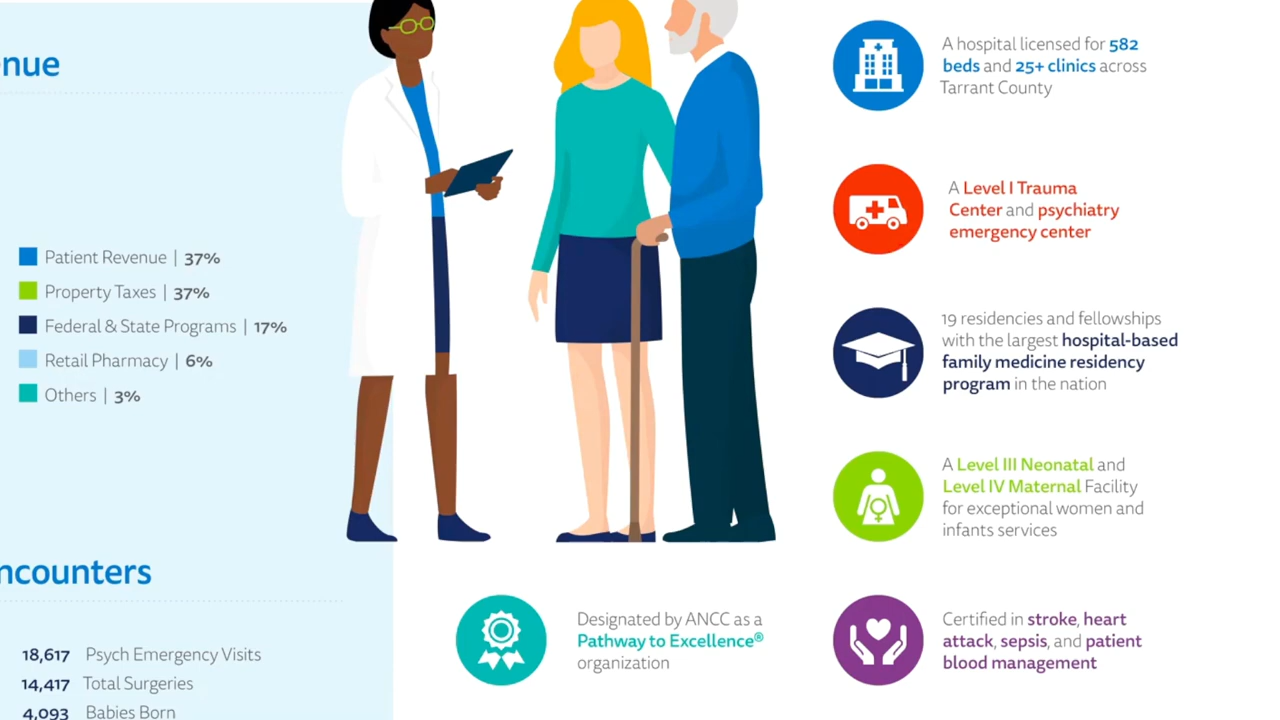 nue
Patient Revenue | 37%
Property Taxes | 37%
Federal & State Programs | 17%
Retail Pharmacy | 6%
Others | 3%
ncounters
18,617 Psych Emergency Visits
14,417 Total Surgeries
4,093 Babies Born
A hospital licensed for 582
beds and 25+ clinics across
Tarrant County
A Level I Trauma
Center and psychiatry
emergency center
19 residencies and fellowships
with the largest hospital-based
family medicine residency
program in the nation
A Level III Neonatal and
Level IV Maternal Facility
for exceptional women and
infants services
Designated by ANCC as a
Pathway to Excellence®
organization
Certified in stroke, heart
attack, sepsis, and patient
blood management